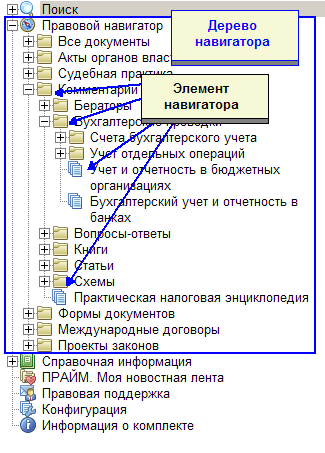 Поиск
Правовой навигатор
Дерево
навигатора
Все документы
Акты органов влас
Судебная практика
Элемент
навигатора
Комментарии
Бераторы
Бухгалтерские проводки
Счета бухгалтерского учета
Учет отдельных операций
Учет и отчетность в бюджетных
организациях
Бухгалтерский учет и отчетность в
банках
Вопросы-ответы
Книги
Статьи
Схемы
Практическая налоговая энциклопедия
Формы документов
Международные договоры
Проекты законов
Справочная информация
ПРАЙМ. Моя новостная лента
Правовая поддержка
Конфигурация
Информация о комплекте